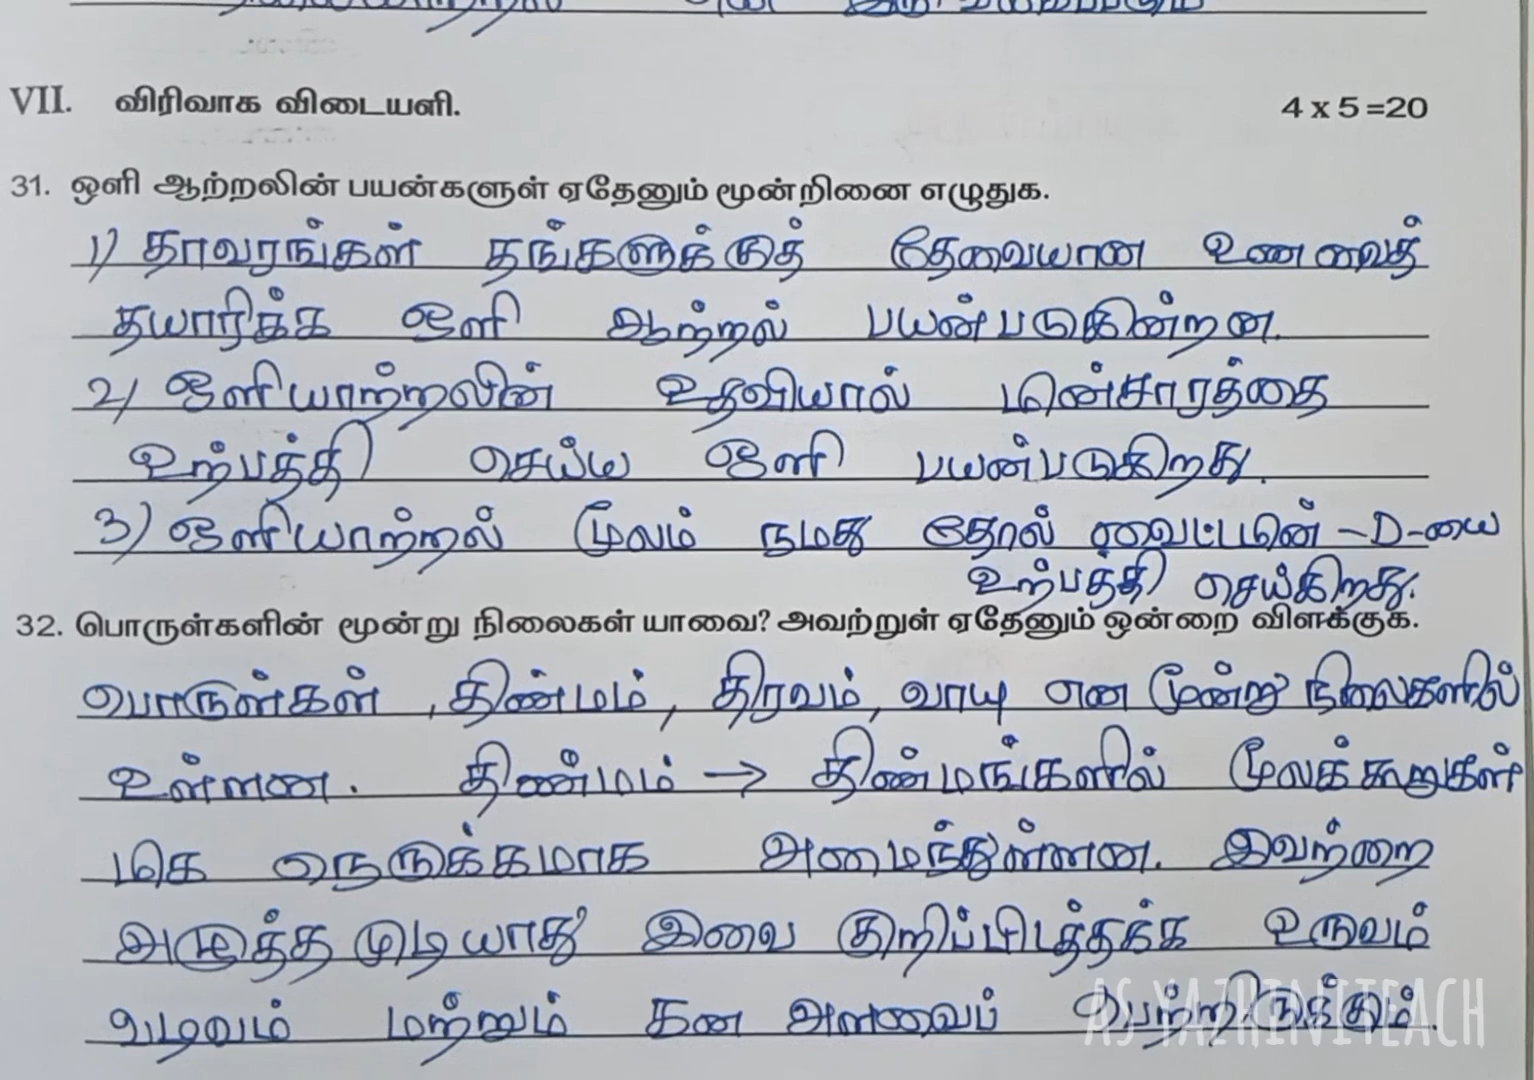 VII. விரிவாக விடையளி. 4 x 5 =20
31. ஒளி ஆற்றலின் பயன்களுள் ஏதேனும் மூன்றினை எழுதுக.
1) தாவரங்கள் தங்களுக்குத் தேவையான உணவைத்
தயாரிக்க ஒளி ஆற்றல் பயன்படுகின்றன.
2) ஒளியாற்றலின் உதவியால் மின்சாரத்தை
உற்பத்தி செய்ய ஒளி பயன்படுகிறது.
3) ஒளியாற்றல் மூலம் நமது தோல் வைட்டமின் -D-யை
உற்பத்தி செய்கிறது.
32. பொருள்களின் மூன்று நிலைகள் யாவை? அவற்றுள் ஏதேனும் ஒன்றை விளக்குக.
பொருள்கள் , திண்மம், திரவம், வாயு என மூன்று நிலைகளில்
உள்ளன. திண்மம் → திண்மங்களில் மூலக்கூறுகள்
மிக நெருக்கமாக அமைந்துள்ளன. இவற்றை
அழுத்த முடியாது இவை குறிப்பிடத்தக்க உருவம்
வடிவம் மற்றும் கன அளவைப் பெற்றிருக்கும்.
AS YAZHINITEACH